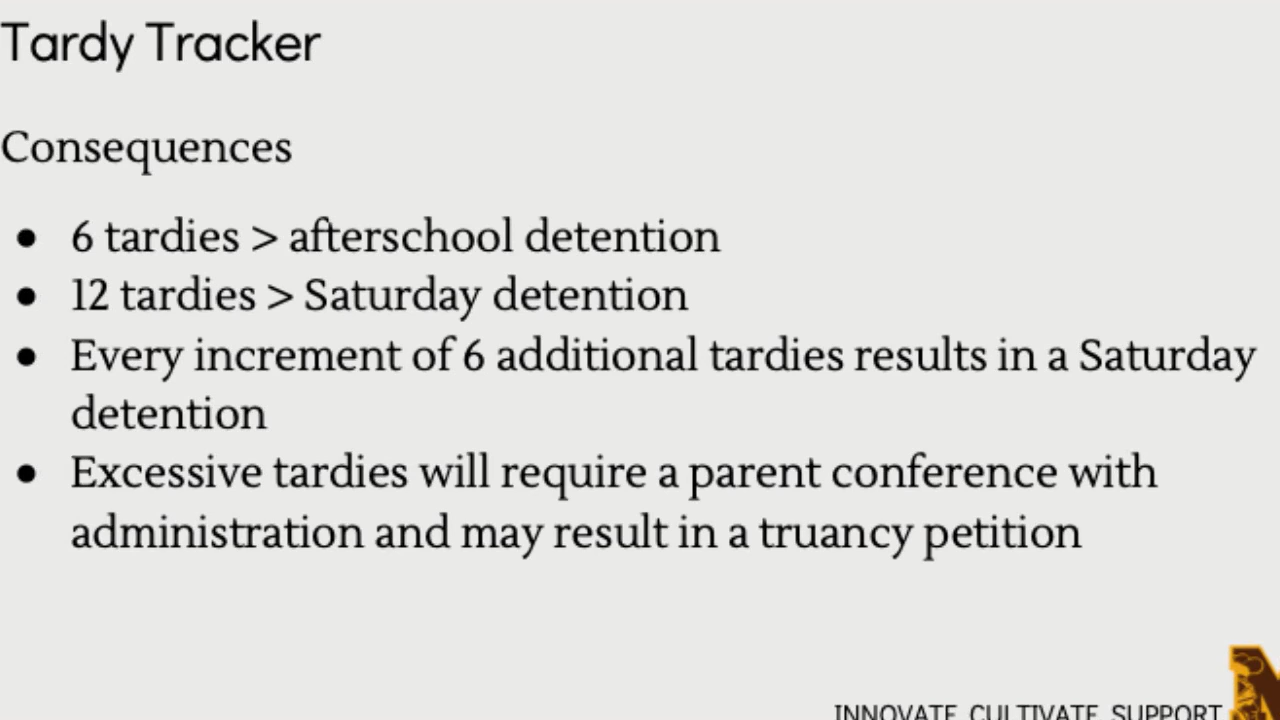 Tardy Tracker
Consequences
● 6 tardies > afterschool detention
● 12 tardies > Saturday detention
● Every increment of 6 additional tardies results in a Saturday
detention
● Excessive tardies will require a parent conference with
administration and may result in a truancy petition
INNOVATE CULTIVATE SUPPORT